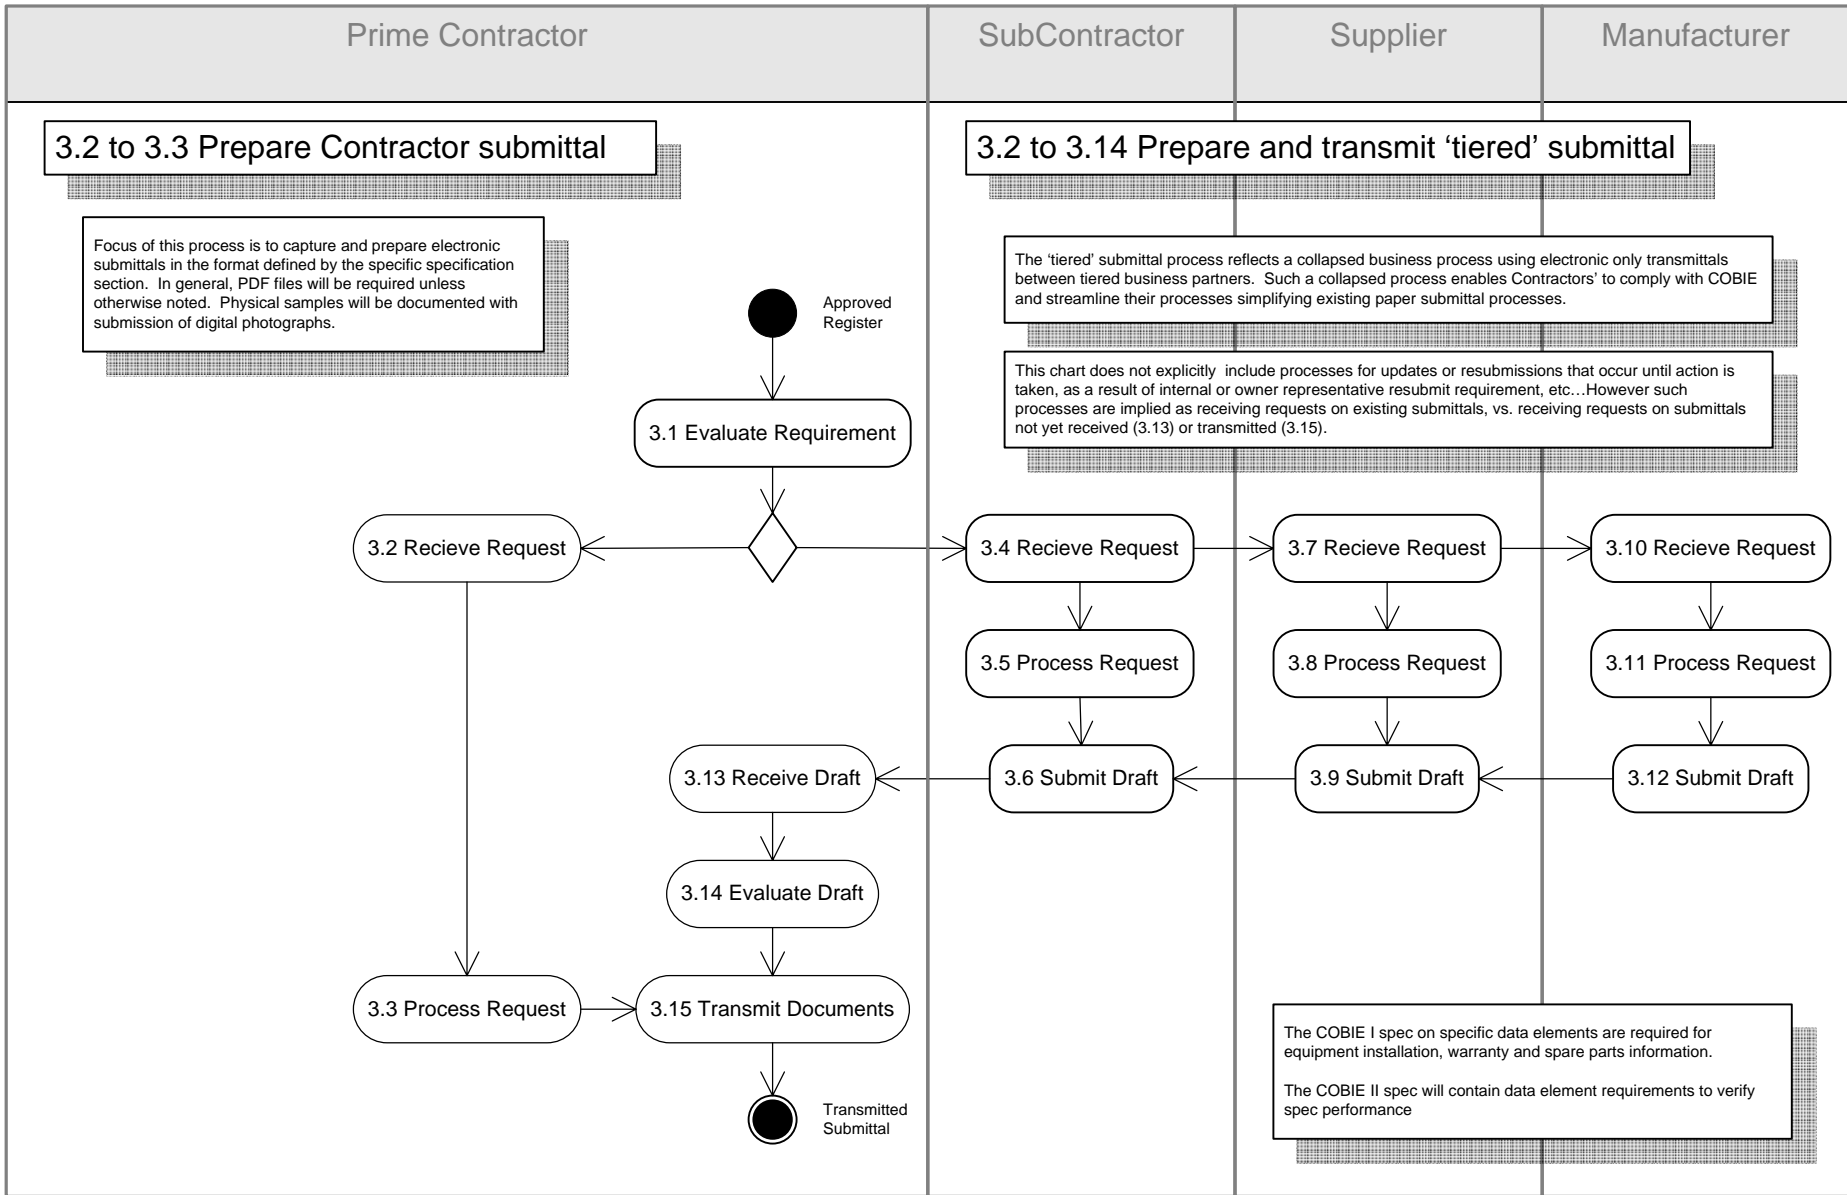 Prime Contractor
SubContractor
Supplier
Manufacturer
3.2 to 3.3 Prepare Contractor submittal
3.2 to 3.14 Prepare and transmit ‘tiered’ submittal
Focus of this process is to capture and prepare electronic
submittals in the format defined by the specific specification
section.  In general, PDF files will be required unless
otherwise noted.  Physical samples will be documented with
submission of digital photographs.
The ‘tiered’ submittal process reflects a collapsed business process using electronic only transmittals
between tiered business partners.  Such a collapsed process enables Contractors’ to comply with COBIE
and streamline their processes simplifying existing paper submittal processes.
Approved
Register
This chart does not explicitly  include processes for updates or resubmissions that occur until action is
taken, as a result of internal or owner representative resubmit requirement, etc…However such
processes are implied as receiving requests on existing submittals, vs. receiving requests on submittals
not yet received (3.13) or transmitted (3.15).
3.1 Evaluate Requirement
3.2 Recieve Request
3.4 Recieve Request
3.7 Recieve Request
3.10 Recieve Request
3.5 Process Request
3.8 Process Request
3.11 Process Request
3.13 Receive Draft
3.6 Submit Draft
3.9 Submit Draft
3.12 Submit Draft
3.14 Evaluate Draft
3.3 Process Request
3.15 Transmit Documents
The COBIE I spec on specific data elements are required for
equipment installation, warranty and spare parts information.
The COBIE II spec will contain data element requirements to verify
spec performance
Transmitted
Submittal